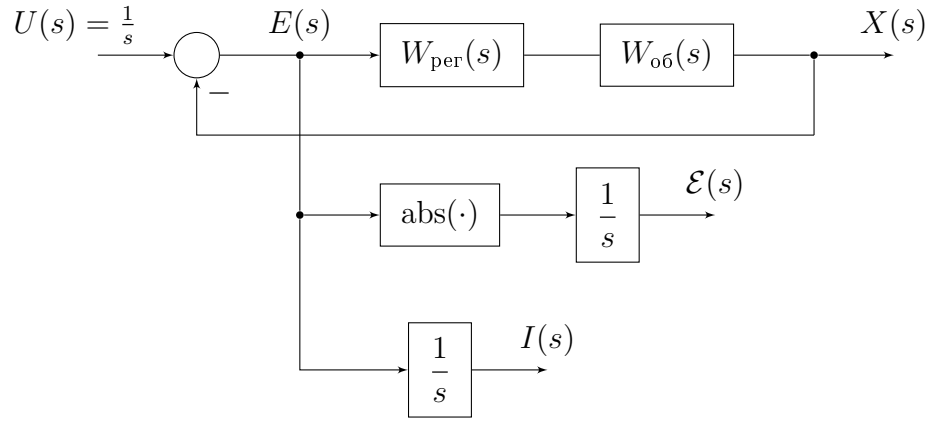 U(s) = 1/s
E(s)
W_рег(s)
W_об(s)
X(s)
−
abs(·)
1/s
ℰ(s)
1/s
I(s)